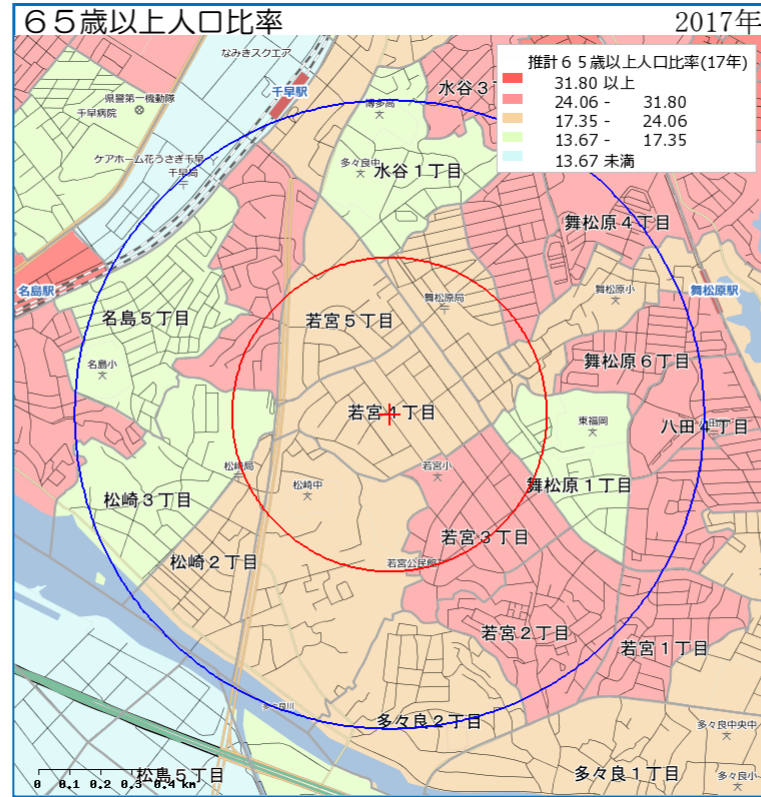 ６５歳以上人口比率
2017年
推計６５歳以上人口比率(17年)
31.80 以上
24.06 - 31.80
17.35 - 24.06
13.67 - 17.35
13.67 未満
なみきスクエア
千早駅
水谷３丁
県警第一機動隊
千早病院
博多高
ケアホーム花うさぎ千早
千早局
多々良中
水谷１丁目
舞松原４丁目
名島駅
舞松原局
舞松原小
舞松原駅
名島５丁目
若宮５丁目
名島小
舞松原６丁目
若宮４丁目
東福岡
八田４丁目
松崎局
若宮小
松崎中
舞松原１丁目
松崎３丁目
若宮３丁目
松崎２丁目
若宮公民館
若宮２丁目
若宮１丁目
多々良川
多々良２丁目
多々良中央中
松島５丁目
多々良１丁目
多々良小
0 0.1 0.2 0.3 0.4 km